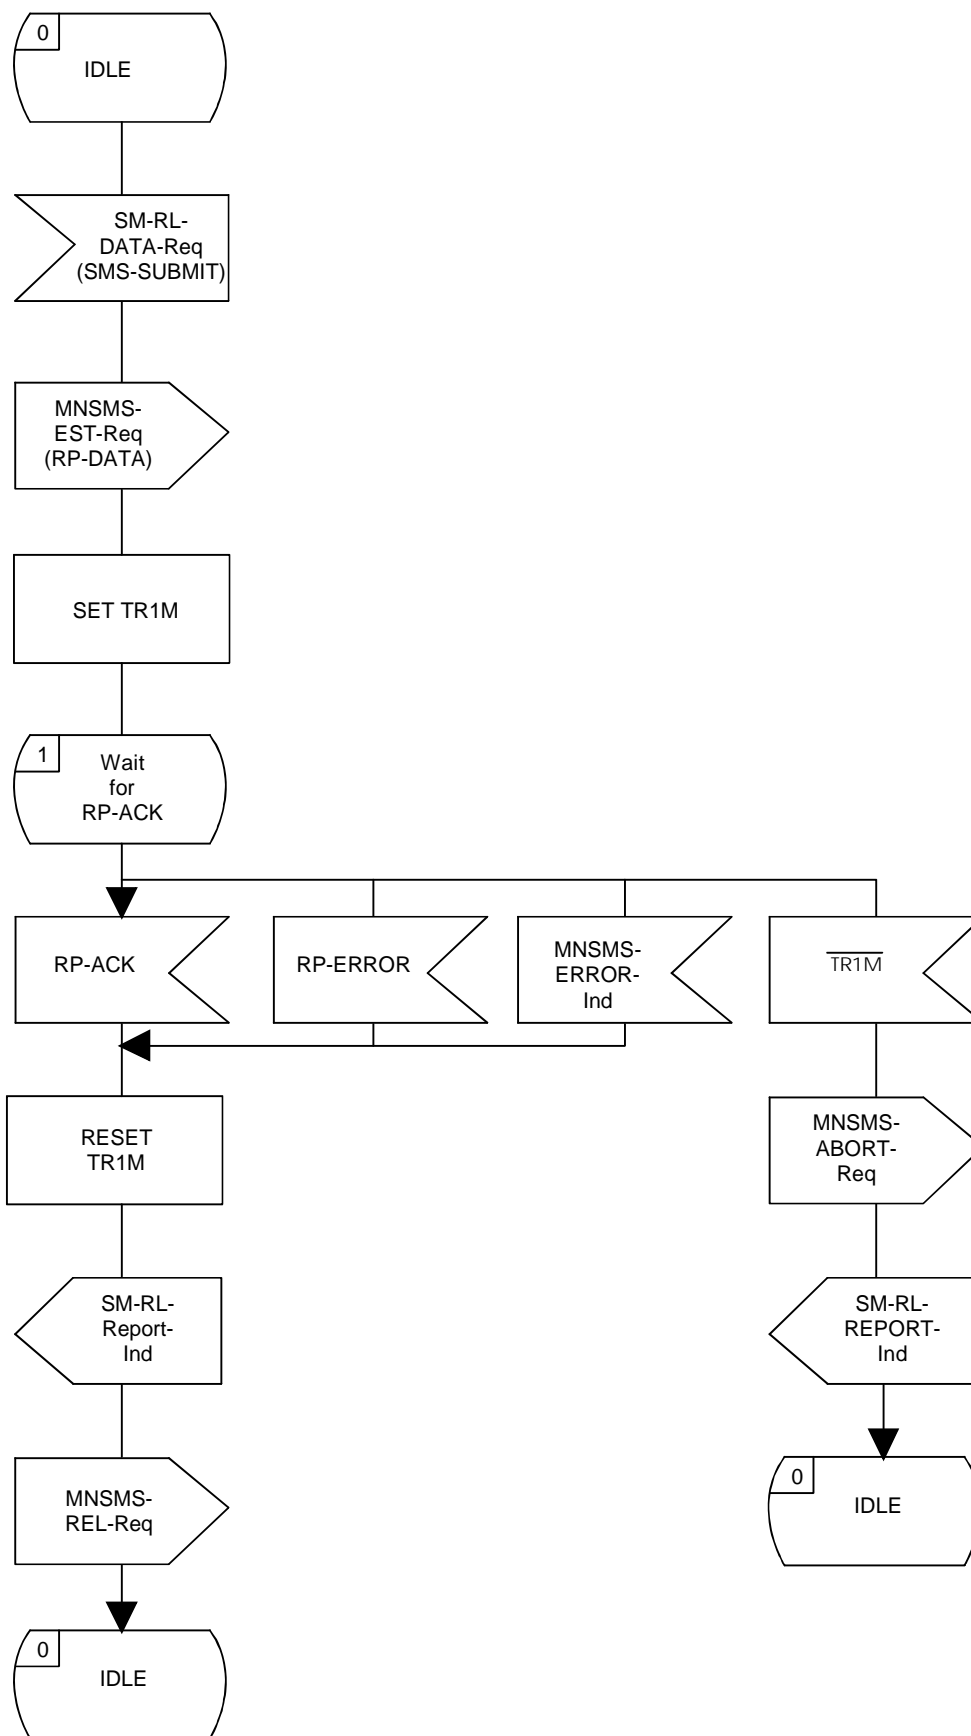 0
IDLE
SM-RL-
DATA-Req
(SMS-SUBMIT)
MNSMS-
EST-Req
(RP-DATA)
SET TR1M
1
Wait
for
RP-ACK
RP-ACK
RP-ERROR
MNSMS-
ERROR-
Ind
TR1M
RESET
TR1M
MNSMS-
ABORT-
Req
SM-RL-
Report-
Ind
SM-RL-
REPORT-
Ind
MNSMS-
REL-Req
0
IDLE
0
IDLE